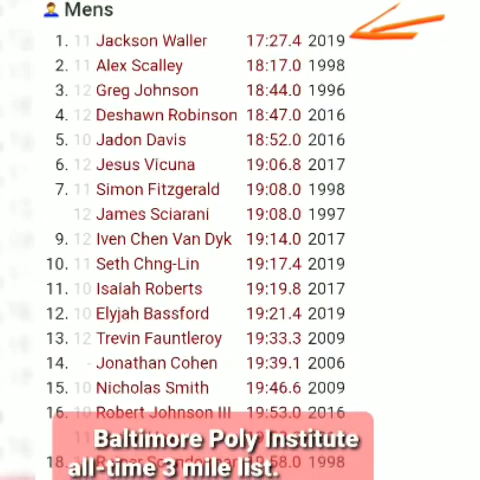 Mens
1. 11 Jackson Waller 17:27.4 2019
2. 11 Alex Scalley 18:17.0 1998
3. 12 Greg Johnson 18:44.0 1996
4. 12 Deshawn Robinson 18:47.0 2016
5. 10 Jadon Davis 18:52.0 2016
6. 12 Jesus Vicuna 19:06.8 2017
7. 11 Simon Fitzgerald 19:08.0 1998
12 James Sciarani 19:08.0 1997
9. 12 Iven Chen Van Dyk 19:14.0 2017
10. 11 Seth Chng-Lin 19:17.4 2019
11. 10 Isaiah Roberts 19:19.8 2017
12. 10 Elyjah Bassford 19:21.4 2019
13. 12 Trevin Fauntleroy 19:33.3 2009
14. - Jonathan Cohen 19:39.1 2006
15. 10 Nicholas Smith 19:46.6 2009
16. 10 Robert Johnson III 19:53.0 2016
Baltimore Poly Institute
all-time 3 mile list.
18. 19:58.0 1998